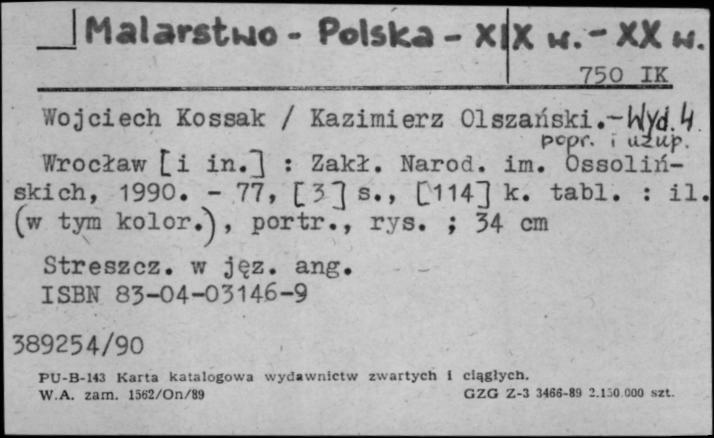 Malarstwo - Polska - XIX w. - XX w.
750 IK
Wojciech Kossak / Kazimierz Olszański.- Wyd. 4
popr. i uzup.
Wrocław [i in.] : Zakł. Narod. im. Ossoliń-
skich, 1990. - 77, [3] s., [114] k. tabl. : il.
(w tym kolor.), portr., rys. ; 34 cm
Streszcz. w jęz. ang.
ISBN 83-04-03146-9
389254/90
PU-B-143 Karta katalogowa wydawnictw zwartych i ciągłych.
W.A. zam. 1562/On/89 GZG Z-3 3466-89 2.150.000 szt.